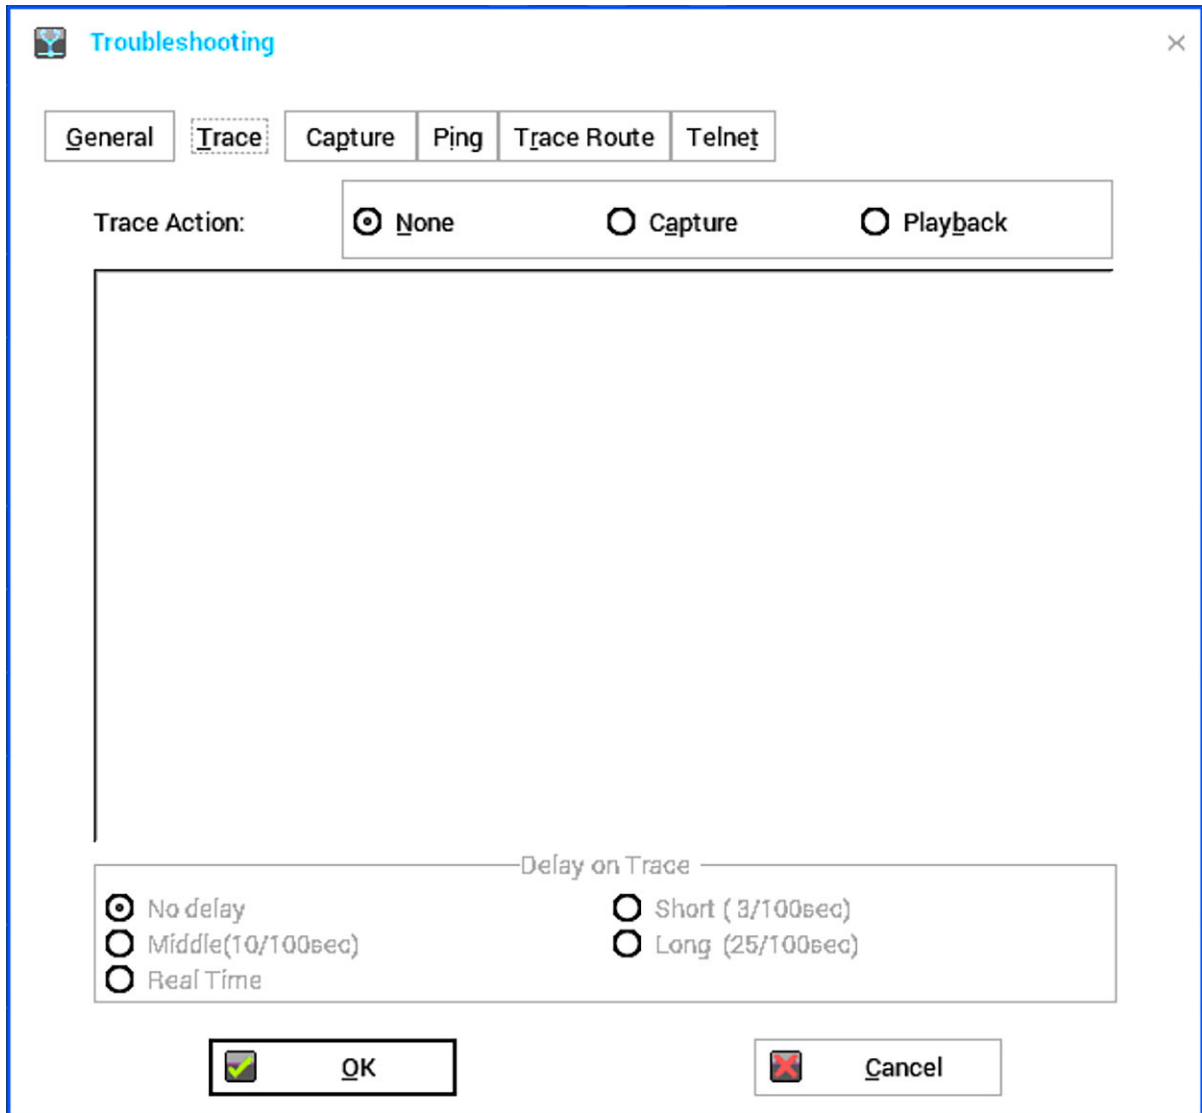 Troubleshooting
General Trace Capture Ping Trace Route Telnet
Trace Action: None Capture Playback
Delay on Trace
No delay Short ( 3/100sec)
Middle(10/100sec) Long (25/100sec)
Real Time
OK Cancel